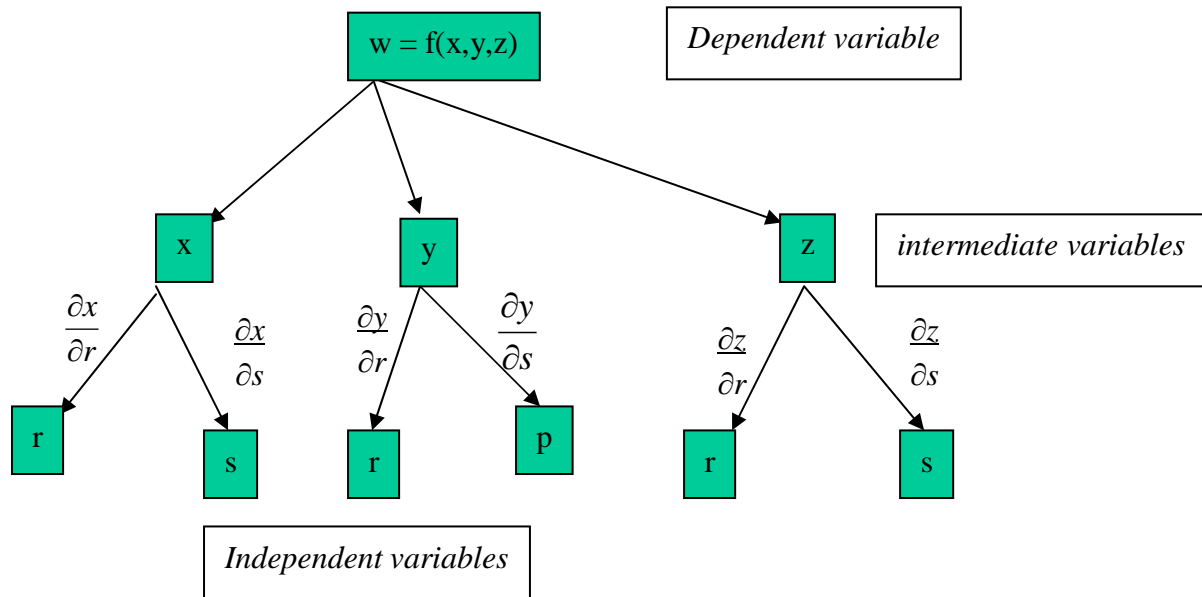 w = f(x,y,z)
Dependent variable
x
y
z
intermediate variables
∂x/∂r
∂x/∂s
∂y/∂r
∂y/∂s
∂z/∂r
∂z/∂s
r
s
r
p
r
s
Independent variables